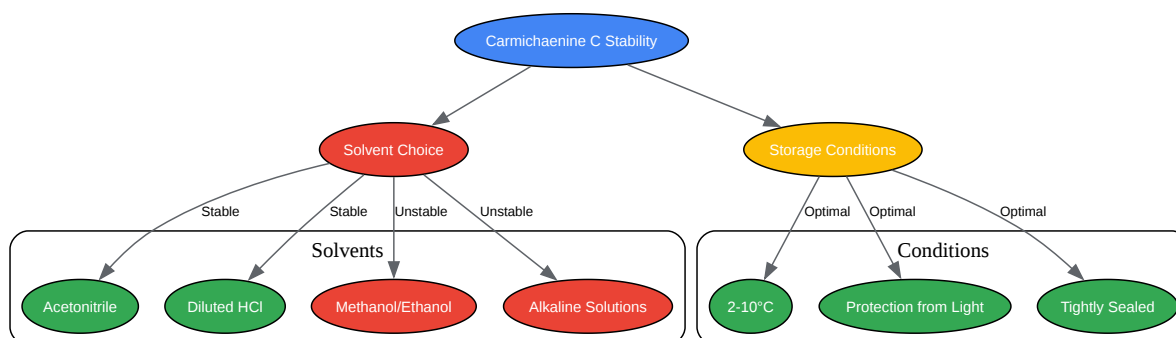 Carmichaenine C Stability
Solvent Choice
Storage Conditions
Stable
Stable
Unstable
Unstable
Optimal
Optimal
Optimal
Solvents
Conditions
Acetonitrile
Diluted HCl
Methanol/Ethanol
Alkaline Solutions
2-10°C
Protection from Light
Tightly Sealed